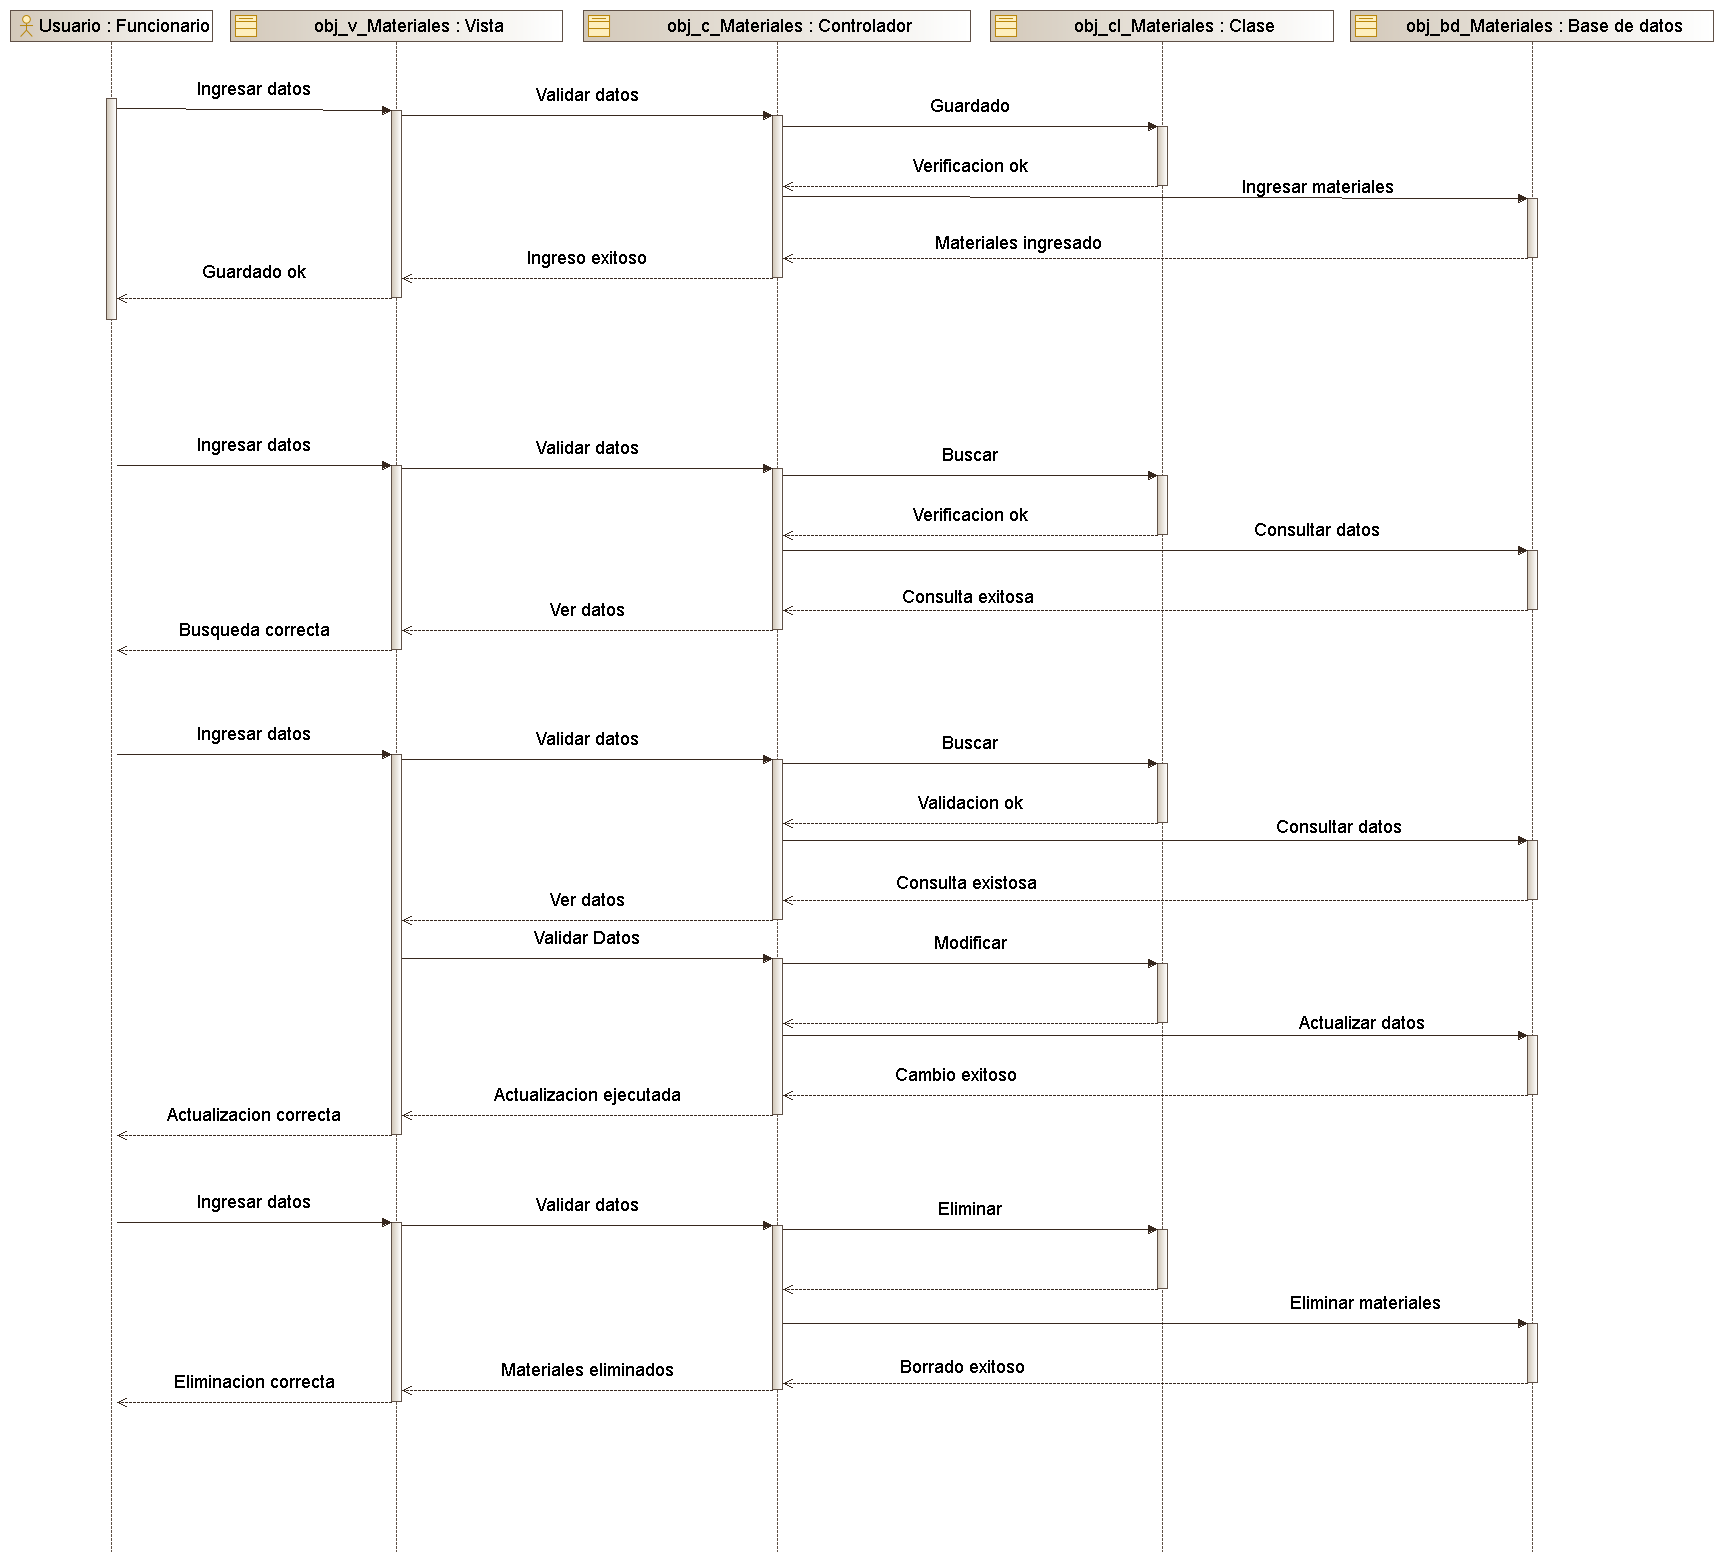 Usuario : Funcionario
obj_v_Materiales : Vista
obj_c_Materiales : Controlador
obj_cl_Materiales : Clase
obj_bd_Materiales : Base de datos
Ingresar datos
Validar datos
Guardado
Verificacion ok
Ingresar materiales
Materiales ingresado
Ingreso exitoso
Guardado ok
Ingresar datos
Validar datos
Buscar
Verificacion ok
Consultar datos
Consulta exitosa
Ver datos
Busqueda correcta
Ingresar datos
Validar datos
Buscar
Validacion ok
Consultar datos
Consulta existosa
Ver datos
Validar Datos
Modificar
Actualizar datos
Cambio exitoso
Actualizacion ejecutada
Actualizacion correcta
Ingresar datos
Validar datos
Eliminar
Eliminar materiales
Borrado exitoso
Materiales eliminados
Eliminacion correcta